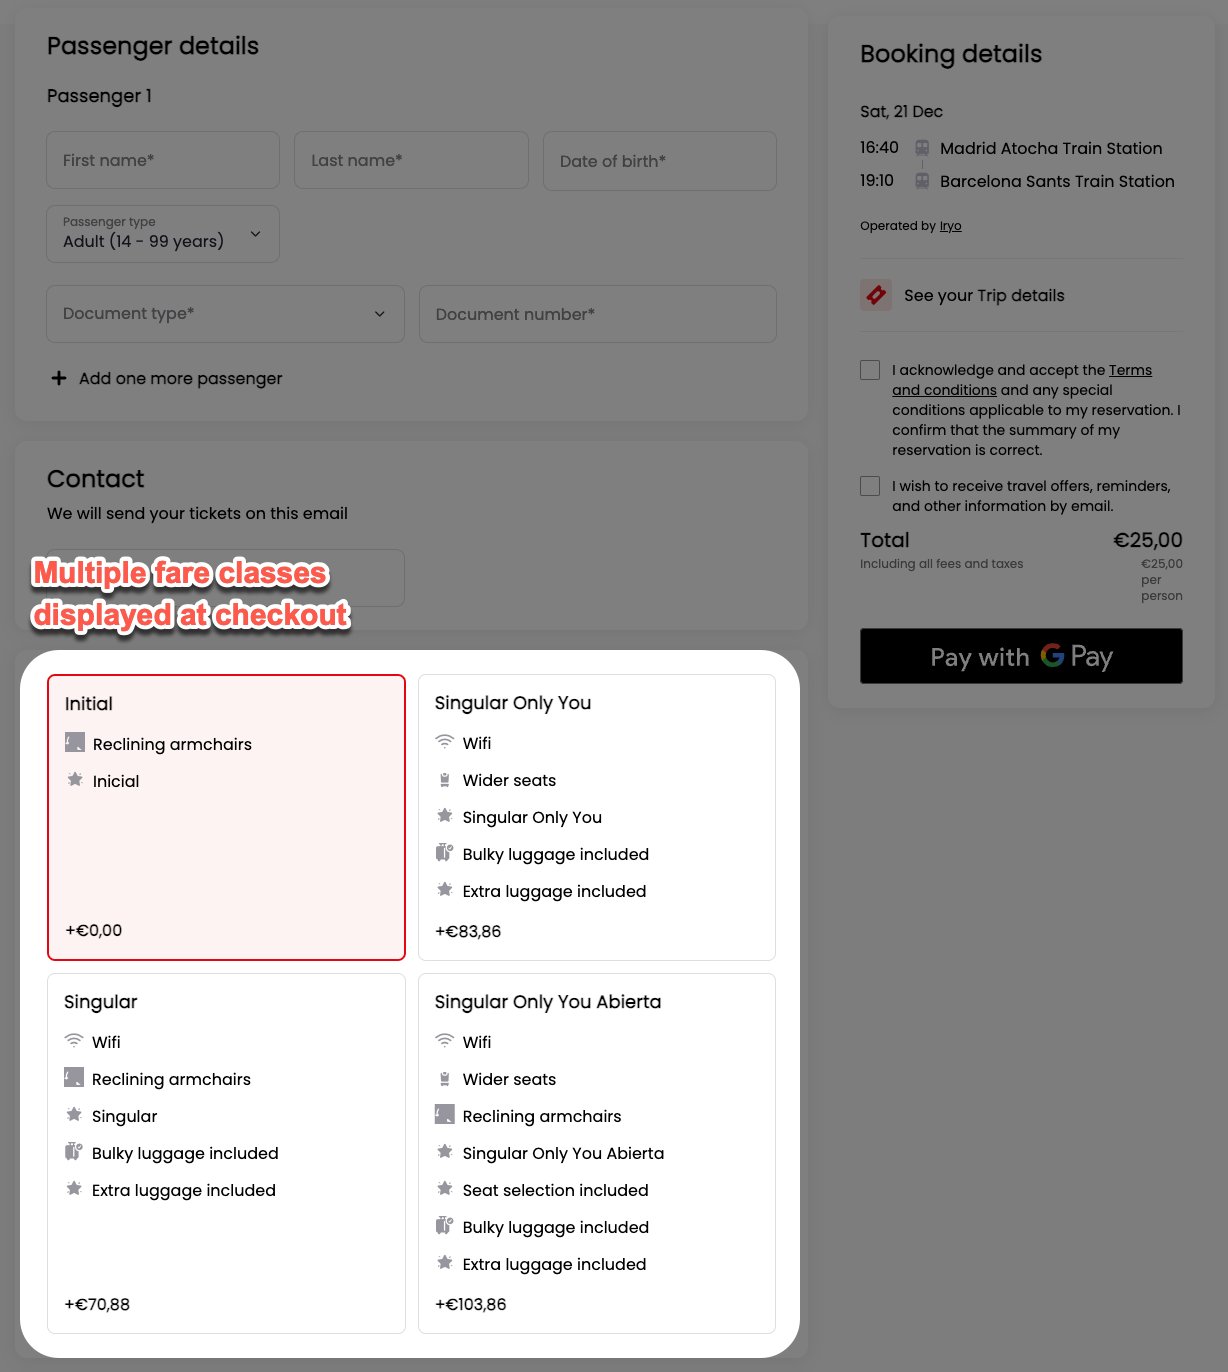 Passenger details
Passenger 1
First name*
Last name*
Date of birth*
Passenger type
Adult (14 - 99 years)
Document type*
Document number*
Add one more passenger
Contact
We will send your tickets on this email
Multiple fare classes
displayed at checkout
Initial
Reclining armchairs
Inicial
+€0,00
Singular Only You
Wifi
Wider seats
Singular Only You
Bulky luggage included
Extra luggage included
+€83,86
Singular
Wifi
Reclining armchairs
Singular
Bulky luggage included
Extra luggage included
+€70,88
Singular Only You Abierta
Wifi
Wider seats
Reclining armchairs
Singular Only You Abierta
Seat selection included
Bulky luggage included
Extra luggage included
+€103,86
Booking details
Sat, 21 Dec
16:40 Madrid Atocha Train Station
19:10 Barcelona Sants Train Station
Operated by Iryo
See your Trip details
I acknowledge and accept the Terms
and conditions and any special
conditions applicable to my reservation. I
confirm that the summary of my
reservation is correct.
I wish to receive travel offers, reminders,
and other information by email.
Total €25,00
Including all fees and taxes €25,00
per
person
Pay with G Pay